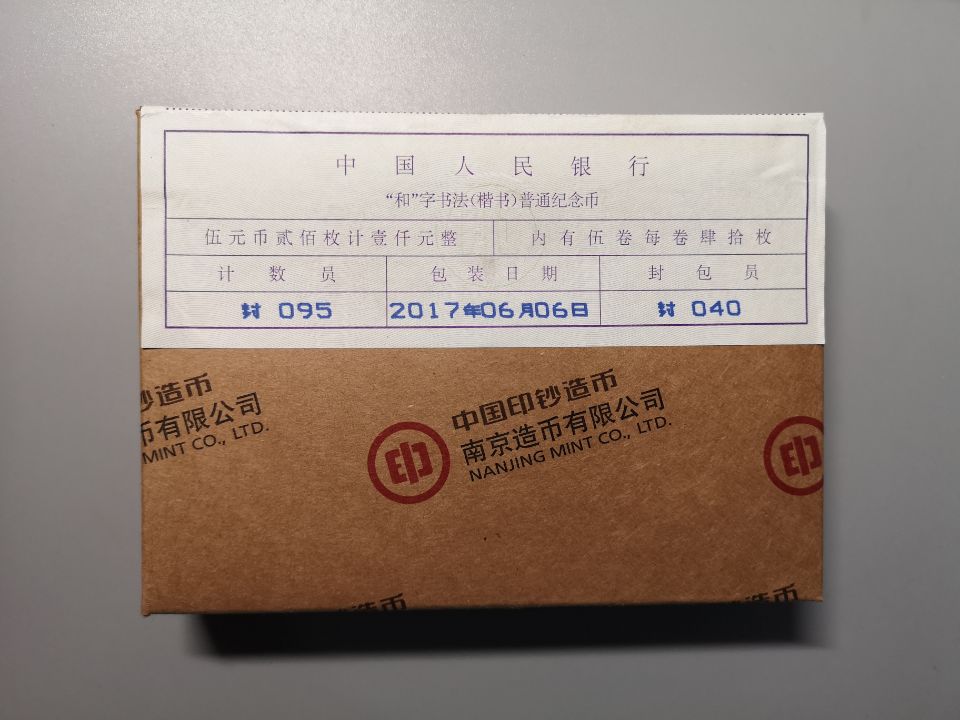 中国人民银行
“和”字书法(楷书)普通纪念币
伍元币贰佰枚计壹仟元整 内有伍卷每卷肆拾枚
计数员 包装日期 封包员
封 095 2017年06月06日 封 040
钞造币
币有限公司
MINT CO., LTD.
中国印钞造币
南京造币有限公司
NANJING MINT CO., LTD.
造币
造币